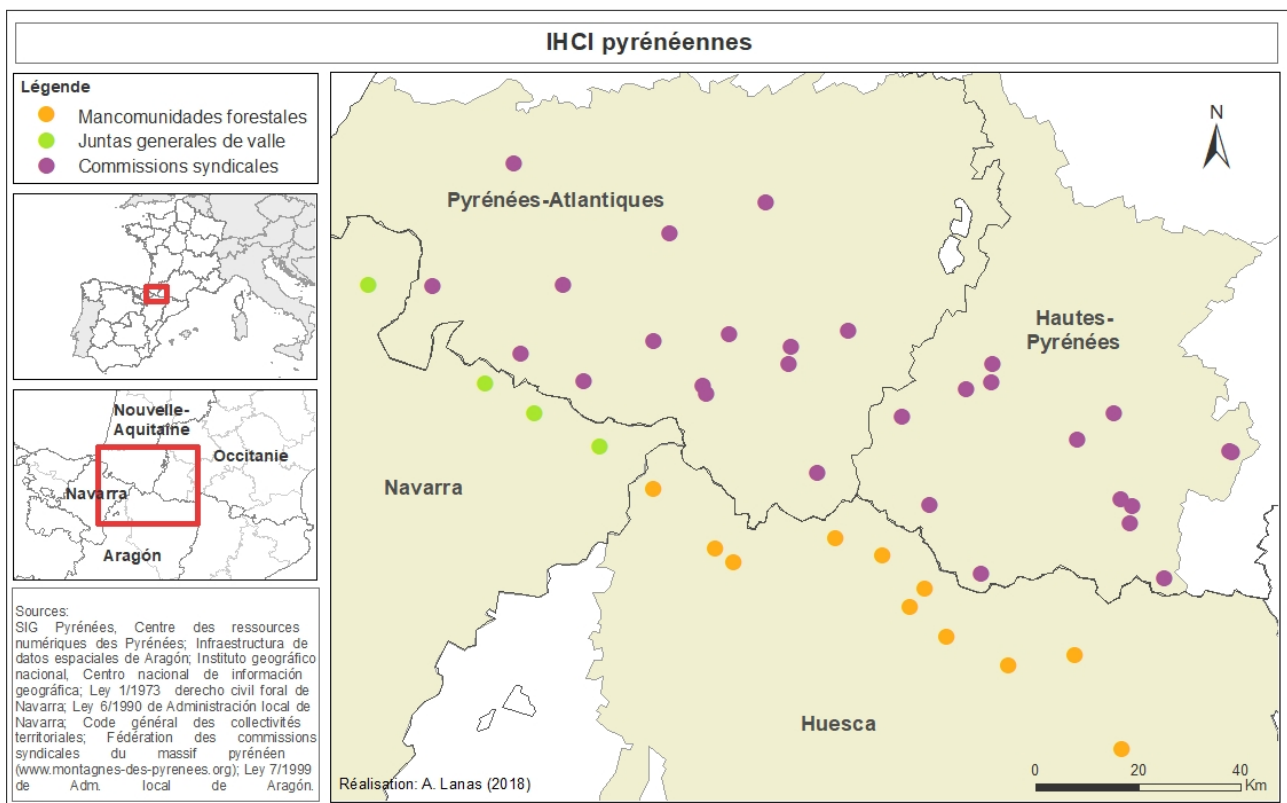 IHCI pyrénéennes
Légende
Mancomunidades forestales
Juntas generales de valle
Commissions syndicales
Nouvelle-
Aquitaine
Occitanie
Navarra
Aragón
Sources:
SIG Pyrénées, Centre des ressources
numériques des Pyrénées; Infraestructura de
datos espaciales de Aragón; Instituto geográfico
nacional, Centro nacional de información
geográfica; Ley 1/1973 derecho civil foral de
Navarra; Ley 6/1990 de Administración local de
Navarra; Code général des collectivités
territoriales; Fédération des commissions
syndicales du massif pyrénéen
(www.montagnes-des-pyrenees.org); Ley 7/1999
de Adm. local de Aragón.
N
Pyrénées-Atlantiques
Hautes-
Pyrénées
Navarra
Huesca
Réalisation: A. Lanas (2018)
0 20 40
Km